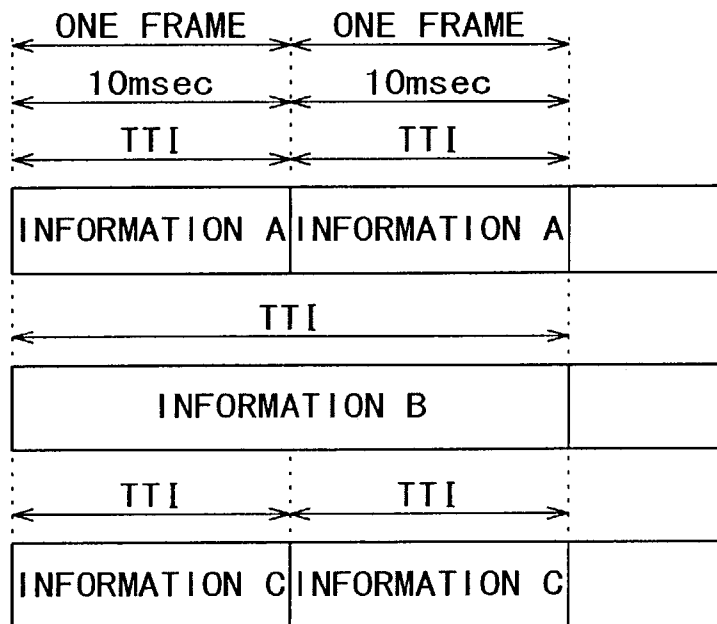 ONE FRAME ONE FRAME
10msec 10msec
TTI TTI
INFORMATION A INFORMATION A
TTI
INFORMATION B
TTI TTI
INFORMATION C INFORMATION C